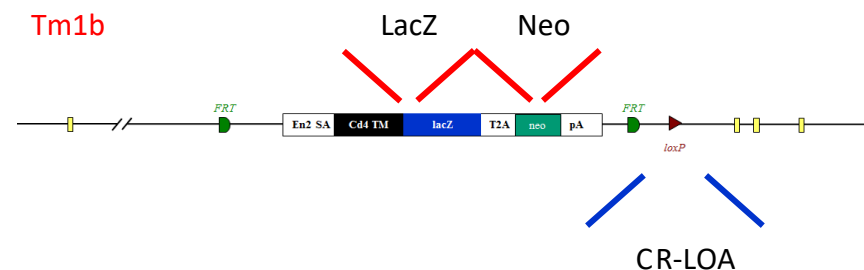 Tm1b LacZ Neo
FRT FRT
En2 SA Cd4 TM lacZ T2A neo pA
loxP
CR-LOA